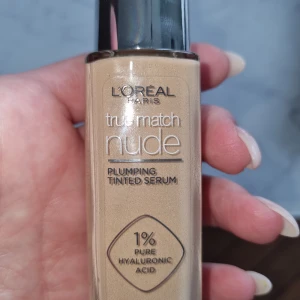 L'ORÉAL
PARIS
true match
nude
PLUMPING
TINTED SERUM
1%
PURE
HYALURONIC
ACID